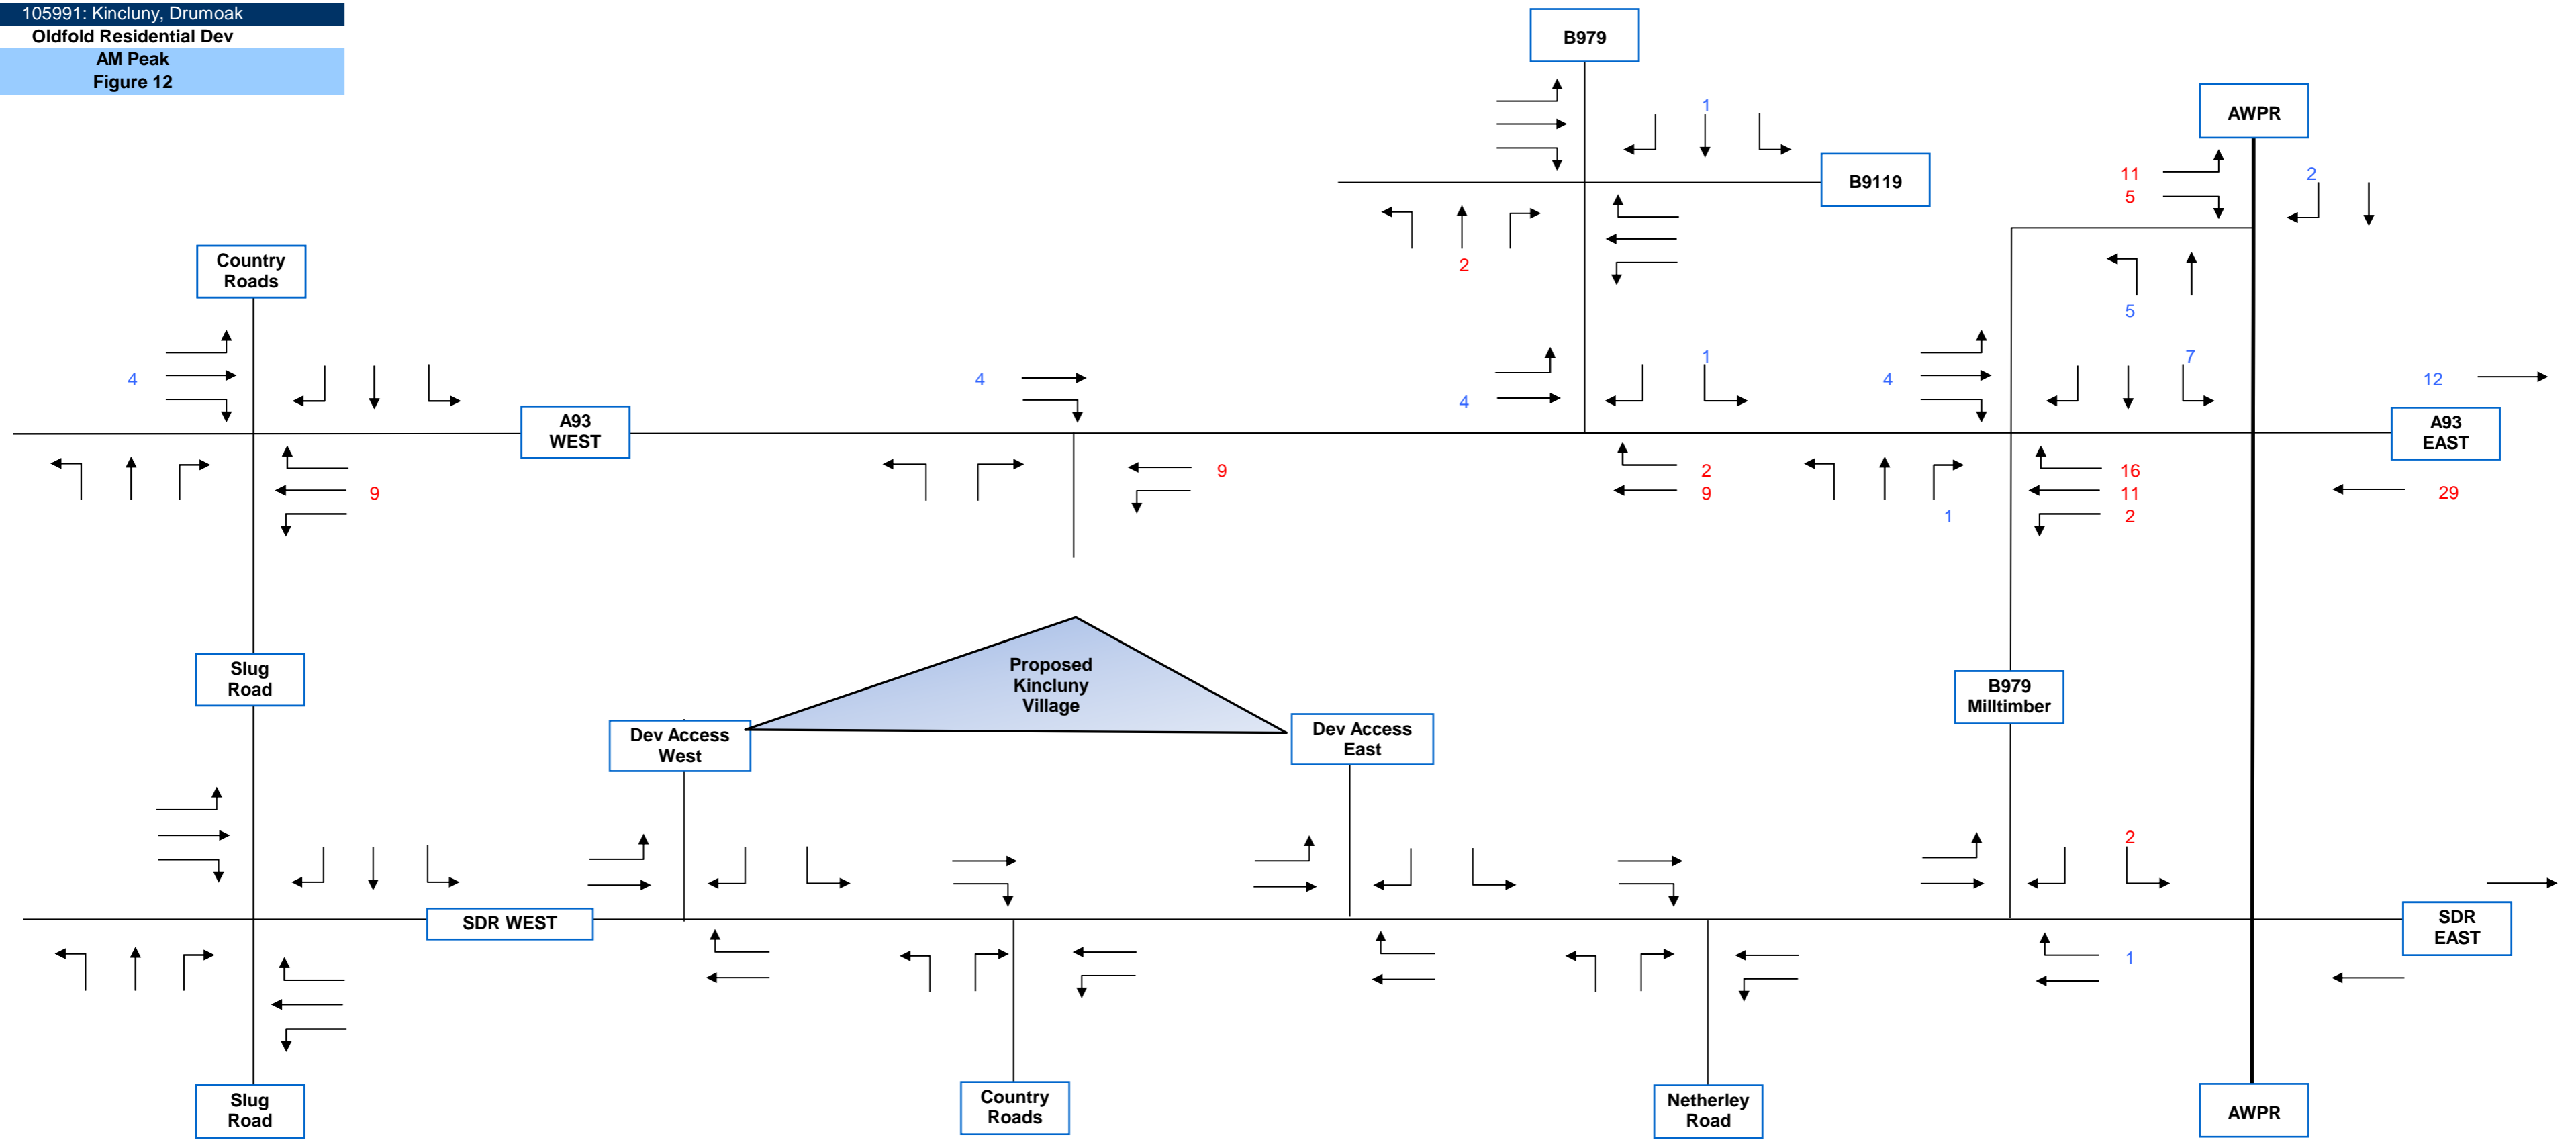 105991: Kincluny, Drumoak
Oldfold Residential Dev
AM Peak
Figure 12
B979
AWPR
1
B9119
11
5
2
2
Country
Roads
5
4
4
4
1
4
7
12
A93
WEST
A93
EAST
9
9
2
9
1
16
11
2
29
Slug
Road
Proposed
Kincluny
Village
B979
Milltimber
Dev Access
West
Dev Access
East
2
SDR WEST
SDR
EAST
1
Slug
Road
Country
Roads
Netherley
Road
AWPR